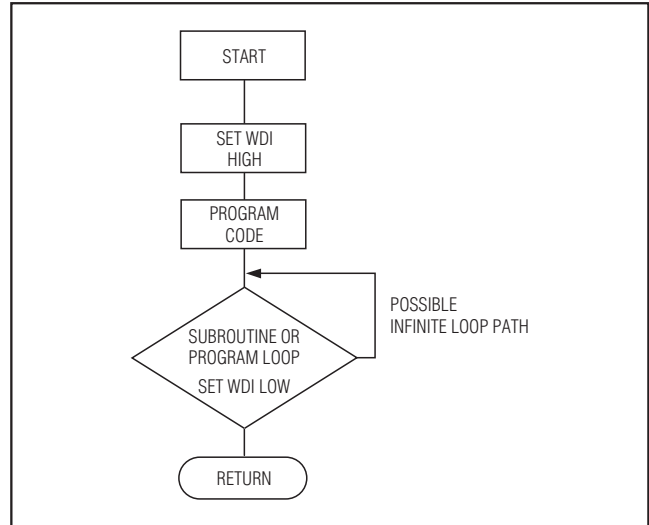 START
SET WDI
HIGH
PROGRAM
CODE
POSSIBLE
INFINITE LOOP PATH
SUBROUTINE OR
PROGRAM LOOP
SET WDI LOW
RETURN